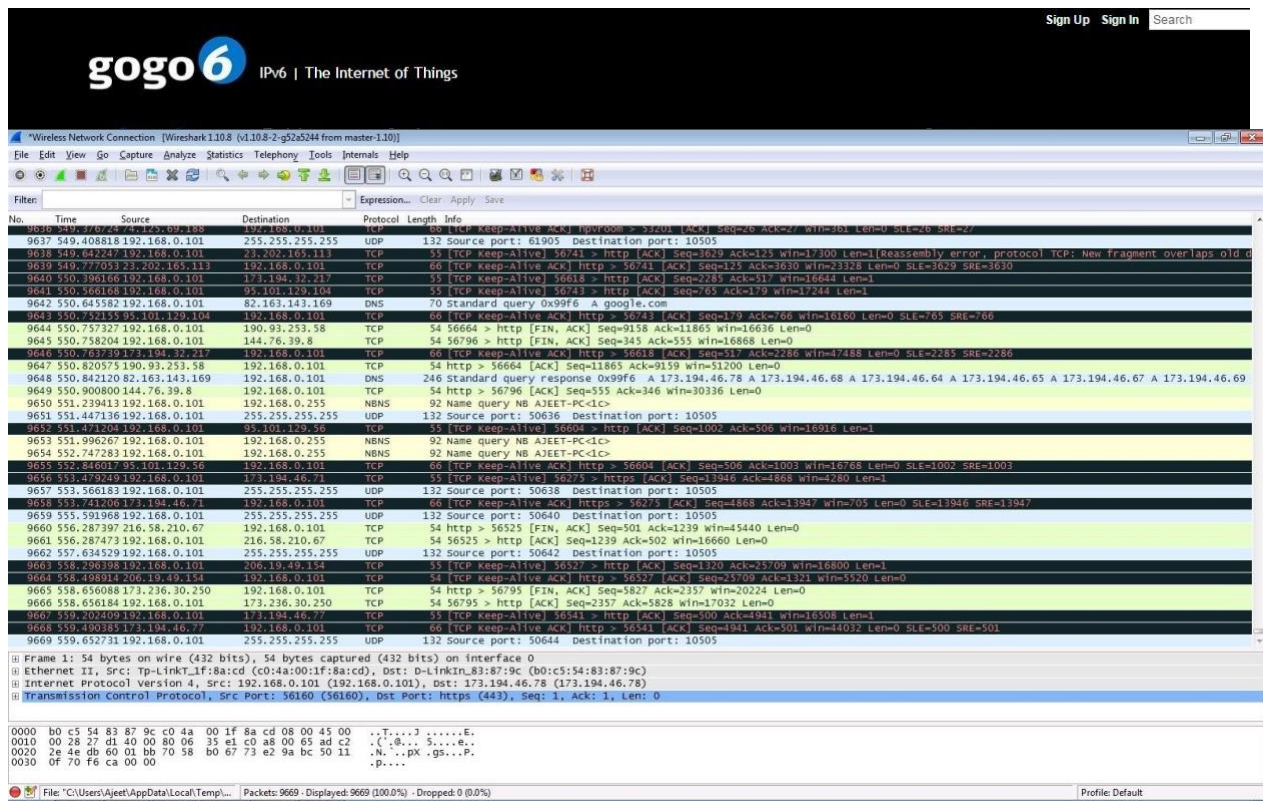 Sign Up Sign In Search
gogo6 IPv6 | The Internet of Things
*Wireless Network Connection [Wireshark 1.10.8 (v1.10.8-2-g52a5244 from master-1.10)]
File Edit View Go Capture Analyze Statistics Telephony Tools Internals Help
Filter: Expression... Clear Apply Save
No. Time Source Destination Protocol Length Info
9636 549.376724 74.125.69.188 192.168.0.101 TCP 66 [TCP Keep-Alive ACK] hpvroom > 53201 [ACK] Seq=26 Ack=27 Win=361 Len=0 SLE=26 SRE=27
9637 549.408818 192.168.0.101 255.255.255.255 UDP 132 Source port: 61905 Destination port: 10505
9638 549.642247 192.168.0.101 23.202.165.113 TCP 55 [TCP Keep-Alive] 56741 > http [ACK] Seq=3629 Ack=125 Win=17300 Len=1[Reassembly error, protocol TCP: New fragment overlaps old d
9639 549.777053 23.202.165.113 192.168.0.101 TCP 66 [TCP Keep-Alive ACK] http > 56741 [ACK] Seq=125 Ack=3630 Win=23328 Len=0 SLE=3629 SRE=3630
9640 550.396166 192.168.0.101 173.194.32.217 TCP 55 [TCP Keep-Alive] 56618 > http [ACK] Seq=2285 Ack=517 Win=16644 Len=1
9641 550.566168 192.168.0.101 95.101.129.104 TCP 55 [TCP Keep-Alive] 56743 > http [ACK] Seq=765 Ack=179 Win=17244 Len=1
9642 550.645582 192.168.0.101 82.163.143.169 DNS 70 Standard query 0x99f6 A google.com
9643 550.752155 95.101.129.104 192.168.0.101 TCP 66 [TCP Keep-Alive ACK] http > 56743 [ACK] Seq=179 Ack=766 Win=16160 Len=0 SLE=765 SRE=766
9644 550.757327 192.168.0.101 190.93.253.58 TCP 54 56664 > http [FIN, ACK] Seq=9158 Ack=11865 Win=16636 Len=0
9645 550.758204 192.168.0.101 144.76.39.8 TCP 54 56796 > http [FIN, ACK] Seq=345 Ack=555 Win=16868 Len=0
9646 550.763739 173.194.32.217 192.168.0.101 TCP 66 [TCP Keep-Alive ACK] http > 56618 [ACK] Seq=517 Ack=2286 Win=47488 Len=0 SLE=2285 SRE=2286
9647 550.820575 190.93.253.58 192.168.0.101 TCP 54 http > 56664 [ACK] Seq=11865 Ack=9159 Win=51200 Len=0
9648 550.842120 82.163.143.169 192.168.0.101 DNS 246 Standard query response 0x99f6 A 173.194.46.78 A 173.194.46.68 A 173.194.46.64 A 173.194.46.65 A 173.194.46.67 A 173.194.46.69
9649 550.900800 144.76.39.8 192.168.0.101 TCP 54 http > 56796 [ACK] Seq=555 Ack=346 Win=30336 Len=0
9650 551.239413 192.168.0.101 192.168.0.255 NBNS 92 Name query NB AJEET-PC<1c>
9651 551.447136 192.168.0.101 255.255.255.255 UDP 132 Source port: 50636 Destination port: 10505
9652 551.471204 192.168.0.101 95.101.129.56 TCP 55 [TCP Keep-Alive] 56604 > http [ACK] Seq=1002 Ack=506 Win=16916 Len=1
9653 551.996267 192.168.0.101 192.168.0.255 NBNS 92 Name query NB AJEET-PC<1c>
9654 552.747283 192.168.0.101 192.168.0.255 NBNS 92 Name query NB AJEET-PC<1c>
9655 552.846017 95.101.129.56 192.168.0.101 TCP 66 [TCP Keep-Alive ACK] http > 56604 [ACK] Seq=506 Ack=1003 Win=16768 Len=0 SLE=1002 SRE=1003
9656 553.479249 192.168.0.101 173.194.46.71 TCP 55 [TCP Keep-Alive] 56275 > https [ACK] Seq=13946 Ack=4868 Win=4280 Len=1
9657 553.566183 192.168.0.101 255.255.255.255 UDP 132 Source port: 50638 Destination port: 10505
9658 553.741206 173.194.46.71 192.168.0.101 TCP 66 [TCP Keep-Alive ACK] https > 56275 [ACK] Seq=4868 Ack=13947 Win=705 Len=0 SLE=13946 SRE=13947
9659 555.591968 192.168.0.101 255.255.255.255 UDP 132 Source port: 50640 Destination port: 10505
9660 556.287397 216.58.210.67 192.168.0.101 TCP 54 http > 56525 [FIN, ACK] Seq=501 Ack=1239 Win=45440 Len=0
9661 556.287473 192.168.0.101 216.58.210.67 TCP 54 56525 > http [ACK] Seq=1239 Ack=502 Win=16660 Len=0
9662 557.634529 192.168.0.101 255.255.255.255 UDP 132 Source port: 50642 Destination port: 10505
9663 558.296398 192.168.0.101 206.19.49.154 TCP 55 [TCP Keep-Alive] 56527 > http [ACK] Seq=1320 Ack=25709 Win=16800 Len=1
9664 558.498914 206.19.49.154 192.168.0.101 TCP 54 [TCP Keep-Alive ACK] http > 56527 [ACK] Seq=25709 Ack=1321 Win=5520 Len=0
9665 558.656088 173.236.30.250 192.168.0.101 TCP 54 http > 56795 [FIN, ACK] Seq=5827 Ack=2357 Win=20224 Len=0
9666 558.656184 192.168.0.101 173.236.30.250 TCP 54 56795 > http [ACK] Seq=2357 Ack=5828 Win=17032 Len=0
9667 559.202409 192.168.0.101 173.194.46.77 TCP 55 [TCP Keep-Alive] 56541 > http [ACK] Seq=500 Ack=4941 Win=16508 Len=1
9668 559.490385 173.194.46.77 192.168.0.101 TCP 66 [TCP Keep-Alive ACK] http > 56541 [ACK] Seq=4941 Ack=501 Win=44032 Len=0 SLE=500 SRE=501
9669 559.652731 192.168.0.101 255.255.255.255 UDP 132 Source port: 50644 Destination port: 10505
Frame 1: 54 bytes on wire (432 bits), 54 bytes captured (432 bits) on interface 0
Ethernet II, Src: Tp-LinkT_1f:8a:cd (c0:4a:00:1f:8a:cd), Dst: D-LinkIn_83:87:9c (b0:c5:54:83:87:9c)
Internet Protocol Version 4, Src: 192.168.0.101 (192.168.0.101), Dst: 173.194.46.78 (173.194.46.78)
Transmission Control Protocol, Src Port: 56160 (56160), Dst Port: https (443), Seq: 1, Ack: 1, Len: 0
0000 b0 c5 54 83 87 9c c0 4a 00 1f 8a cd 08 00 45 00 ..T....J ......E.
0010 00 28 27 d1 40 00 80 06 35 e1 c0 a8 00 65 ad c2 .('.@... 5....e..
0020 2e 4e db 60 01 bb 70 58 b0 67 73 e2 9a bc 50 11 .N.`..pX .gs...P.
0030 0f 70 f6 ca 00 00 .p....
File: "C:\Users\Ajeet\AppData\Local\Temp\... Packets: 9669 · Displayed: 9669 (100.0%) · Dropped: 0 (0.0%) Profile: Default